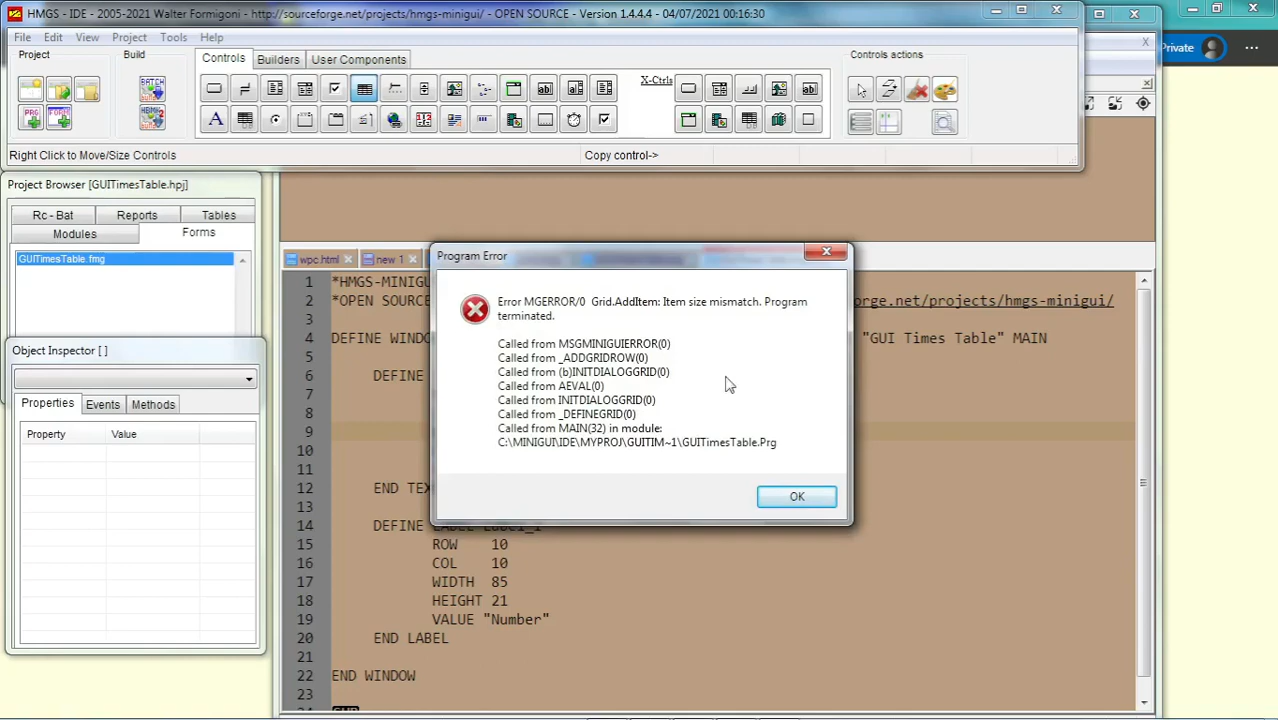 HMGS - IDE - 2005-2021 Walter Formigoni - http://sourceforge.net/projects/hmgs-minigui/ - OPEN SOURCE - Version 1.4.4.4 - 04/07/2021 00:16:30
File Edit View Project Tools Help
Private
Project Build Controls Builders User Components Controls actions
X-Ctrls
PRG
FORM
BATCH
HBMK2
Right Click to Move/Size Controls Copy control->
Project Browser [GUITimesTable.hpj]
Rc - Bat Reports Tables
Modules Forms
GUITimesTable.fmg
Object Inspector [ ]
Properties Events Methods
Property Value
wpc.html new 1
1 *HMGS-MINIGU
2 *OPEN SOURCE rge.net/projects/hmgs-minigui/
3
4 DEFINE WINDO "GUI Times Table" MAIN
5
6 DEFINE
7
8
9
10
11
12 END TEX
13
14 DEFINE LABEL Label_1
15 ROW 10
16 COL 10
17 WIDTH 85
18 HEIGHT 21
19 VALUE "Number"
20 END LABEL
21
22 END WINDOW
23
Program Error
Error MGERROR/0 Grid.AddItem: Item size mismatch. Program
terminated.
Called from MSGMINIGUIERROR(0)
Called from _ADDGRIDROW(0)
Called from (b)INITDIALOGGRID(0)
Called from AEVAL(0)
Called from INITDIALOGGRID(0)
Called from _DEFINEGRID(0)
Called from MAIN(32) in module:
C:\MINIGUI\IDE\MYPROJ\GUITIM~1\GUITimesTable.Prg
OK